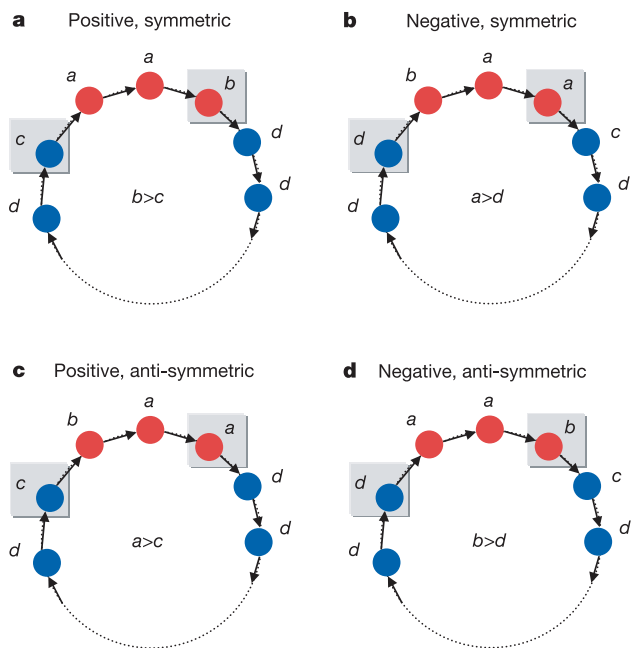 a Positive, symmetric
a
a
b
c
d
d
d
b>c
b Negative, symmetric
a
b
a
d
c
d
d
a>d
c Positive, anti-symmetric
a
b
a
c
d
d
d
a>c
d Negative, anti-symmetric
a
a
b
d
c
d
d
b>d